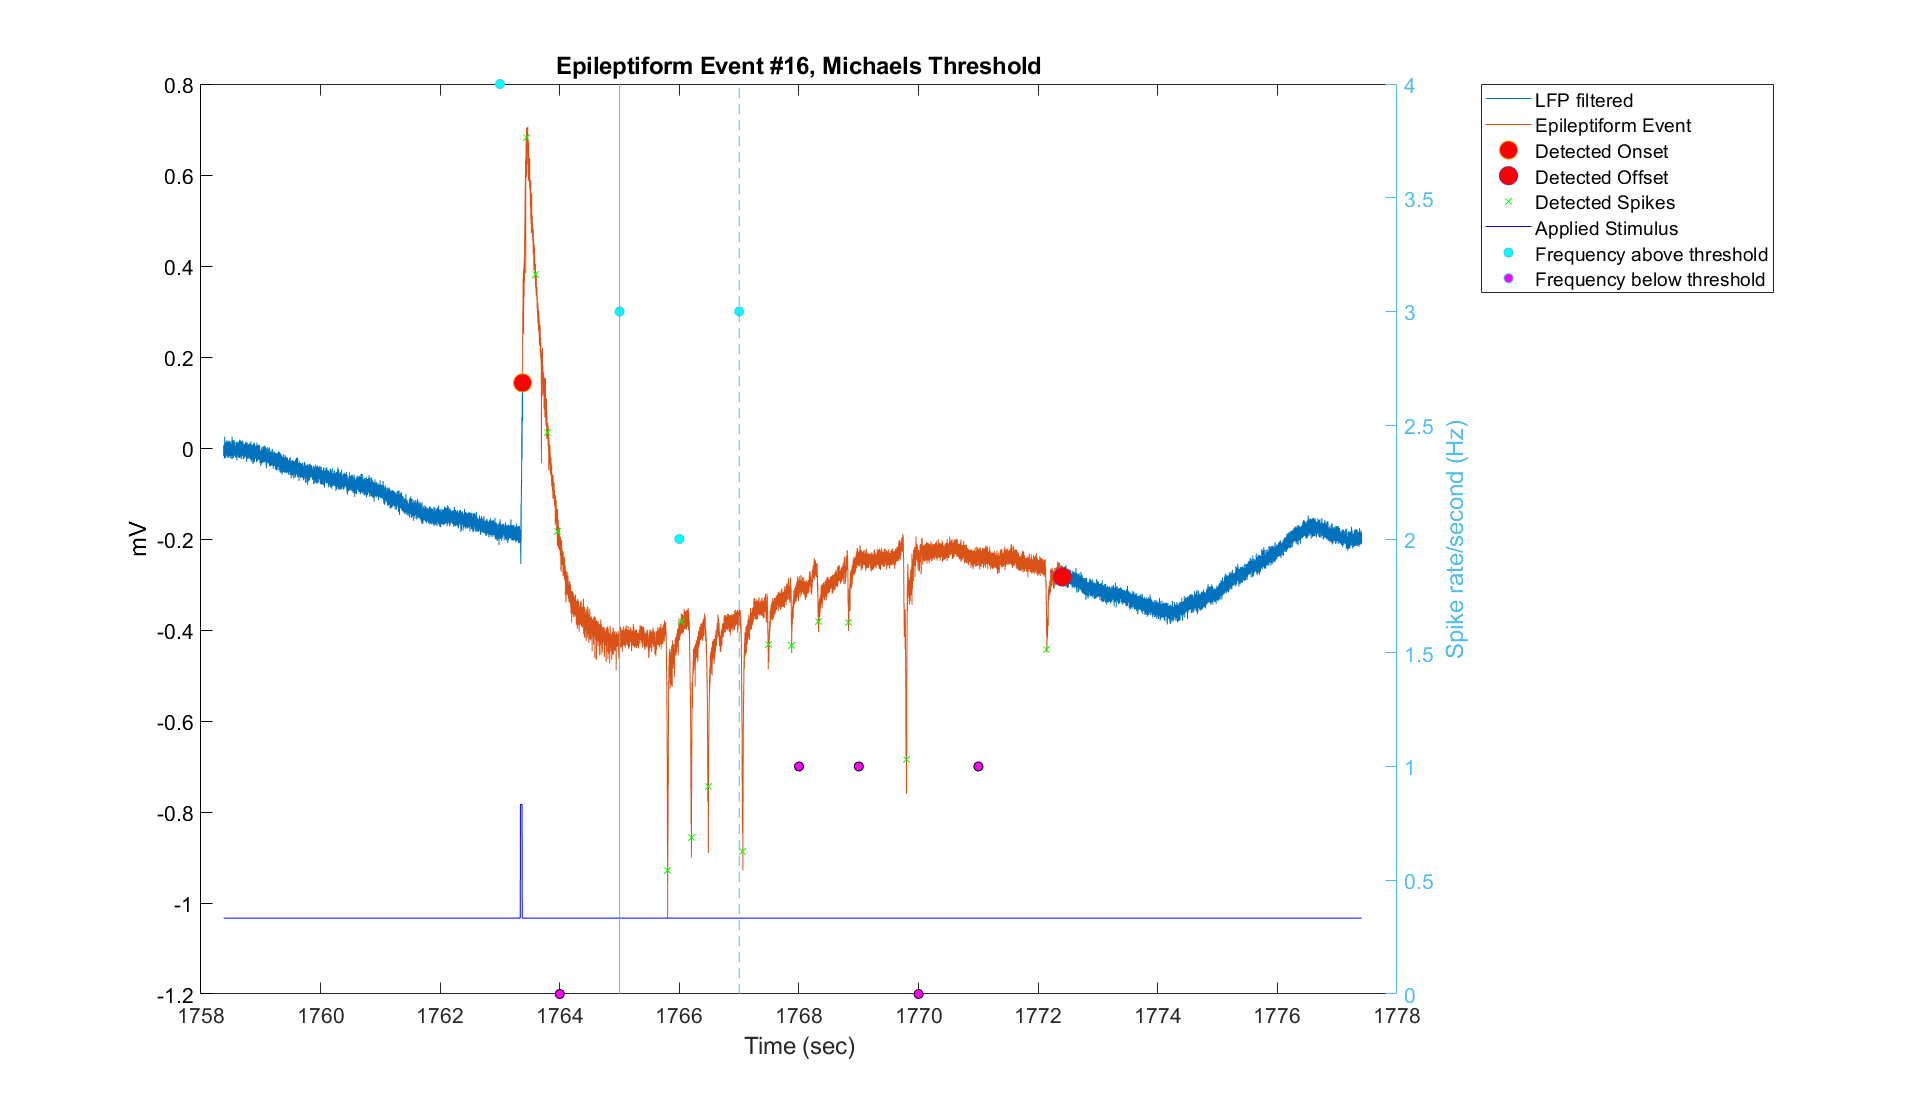 Epileptiform Event #16, Michaels Threshold
0.8
0.6
0.4
0.2
0
-0.2
-0.4
-0.6
-0.8
-1
-1.2
mV
1758
1760
1762
1764
1766
1768
1770
1772
1774
1776
1778
Time (sec)
4
3.5
3
2.5
2
1.5
1
0.5
0
Spike rate/second (Hz)
LFP filtered
Epileptiform Event
Detected Onset
Detected Offset
Detected Spikes
Applied Stimulus
Frequency above threshold
Frequency below threshold